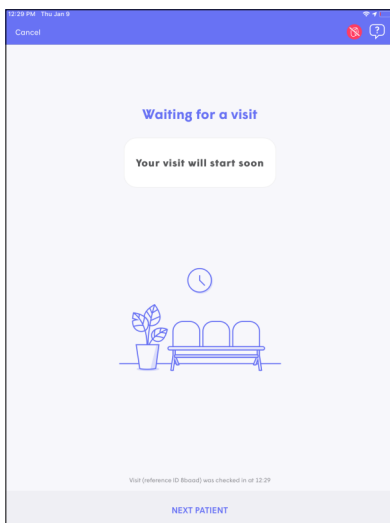 12:29 PM Thu Jan 9
Cancel
?
Waiting for a visit
Your visit will start soon
Visit (reference ID 8baad) was checked in at 12:29
NEXT PATIENT